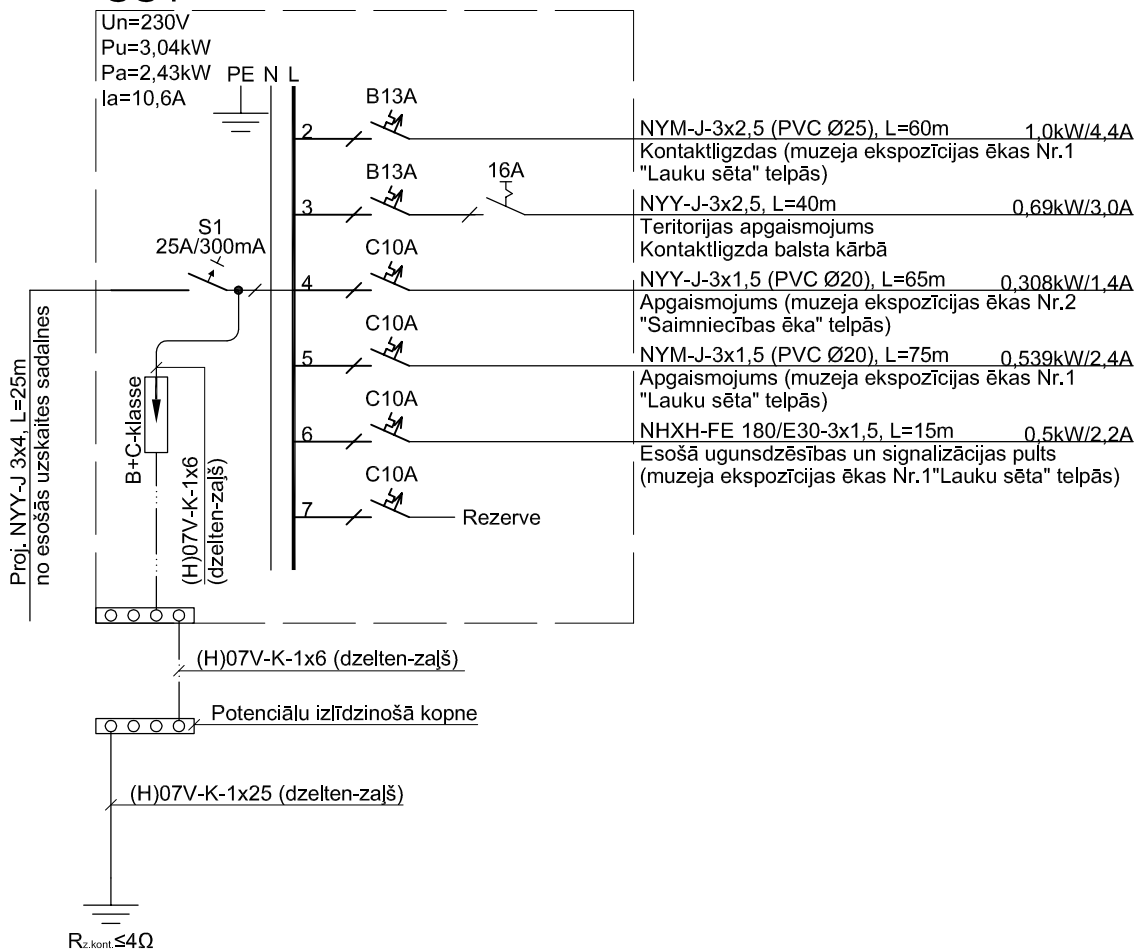 Un=230V
Pu=3,04kW
Pa=2,43kW
Ia=10,6A
PE N L
B13A
2
NYM-J-3x2,5 (PVC Ø25), L=60m 1,0kW/4,4A
Kontaktligzdas (muzeja ekspozīcijas ēkas Nr.1
"Lauku sēta" telpās)
B13A
16A
3
NYY-J-3x2,5, L=40m 0,69kW/3,0A
Teritorijas apgaismojums
Kontaktligzda balsta kārbā
S1
25A/300mA
C10A
4
NYY-J-3x1,5 (PVC Ø20), L=65m 0,308kW/1,4A
Apgaismojums (muzeja ekspozīcijas ēkas Nr.2
"Saimniecības ēka" telpās)
C10A
5
NYM-J-3x1,5 (PVC Ø20), L=75m 0,539kW/2,4A
Apgaismojums (muzeja ekspozīcijas ēkas Nr.1
"Lauku sēta" telpās)
C10A
6
NHXH-FE 180/E30-3x1,5, L=15m 0,5kW/2,2A
Esošā ugunsdzēsības un signalizācijas pults
(muzeja ekspozīcijas ēkas Nr.1"Lauku sēta" telpās)
C10A
7
Rezerve
Proj. NYY-J 3x4, L=25m
no esošās uzskaites sadalnes
B+C-klasse
(H)07V-K-1x6
(dzelten-zaļš)
(H)07V-K-1x6 (dzelten-zaļš)
Potenciālu izlīdzinošā kopne
(H)07V-K-1x25 (dzelten-zaļš)
Rz.kont.≤4Ω